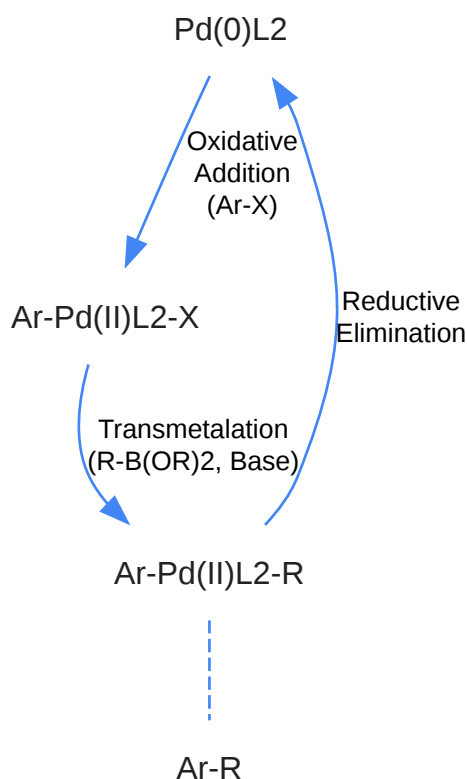 Pd(0)L2
Oxidative
Addition
(Ar-X)
Ar-Pd(II)L2-X
Reductive
Elimination
Transmetalation
(R-B(OR)2, Base)
Ar-Pd(II)L2-R
Ar-R